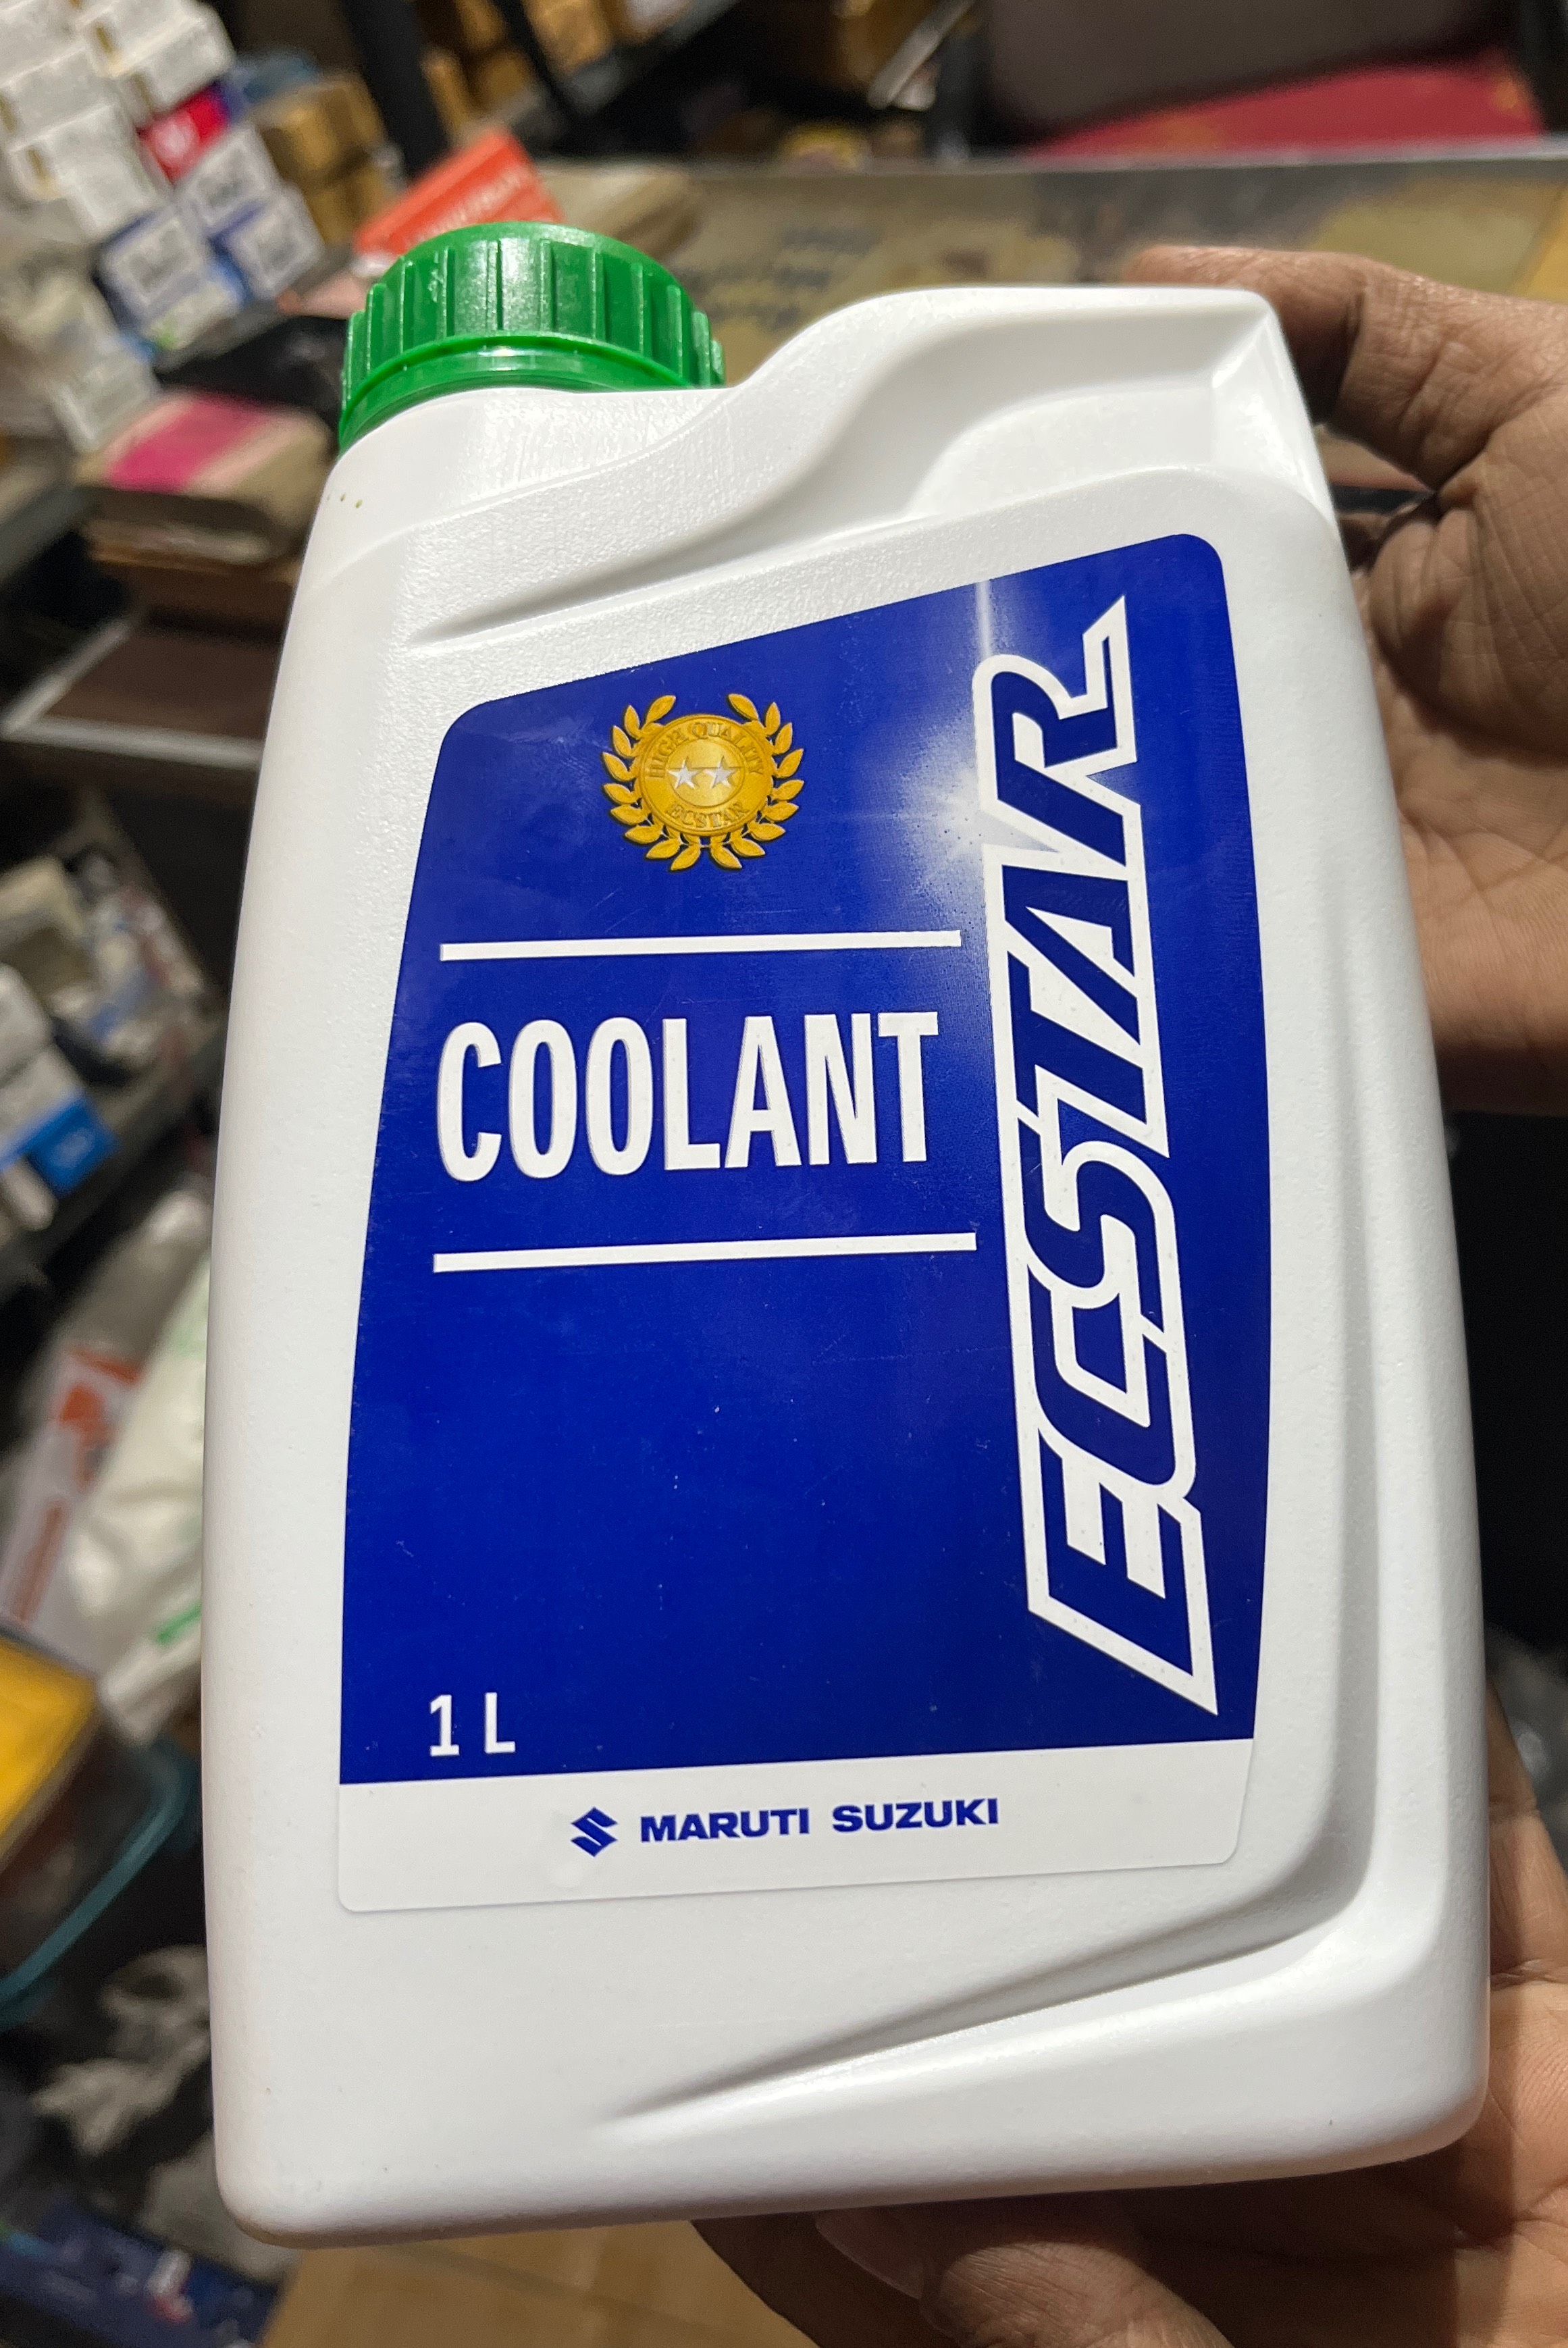 HIGH QUALITY
ECSTAR
COOLANT
ECSTAR
1 L
MARUTI SUZUKI